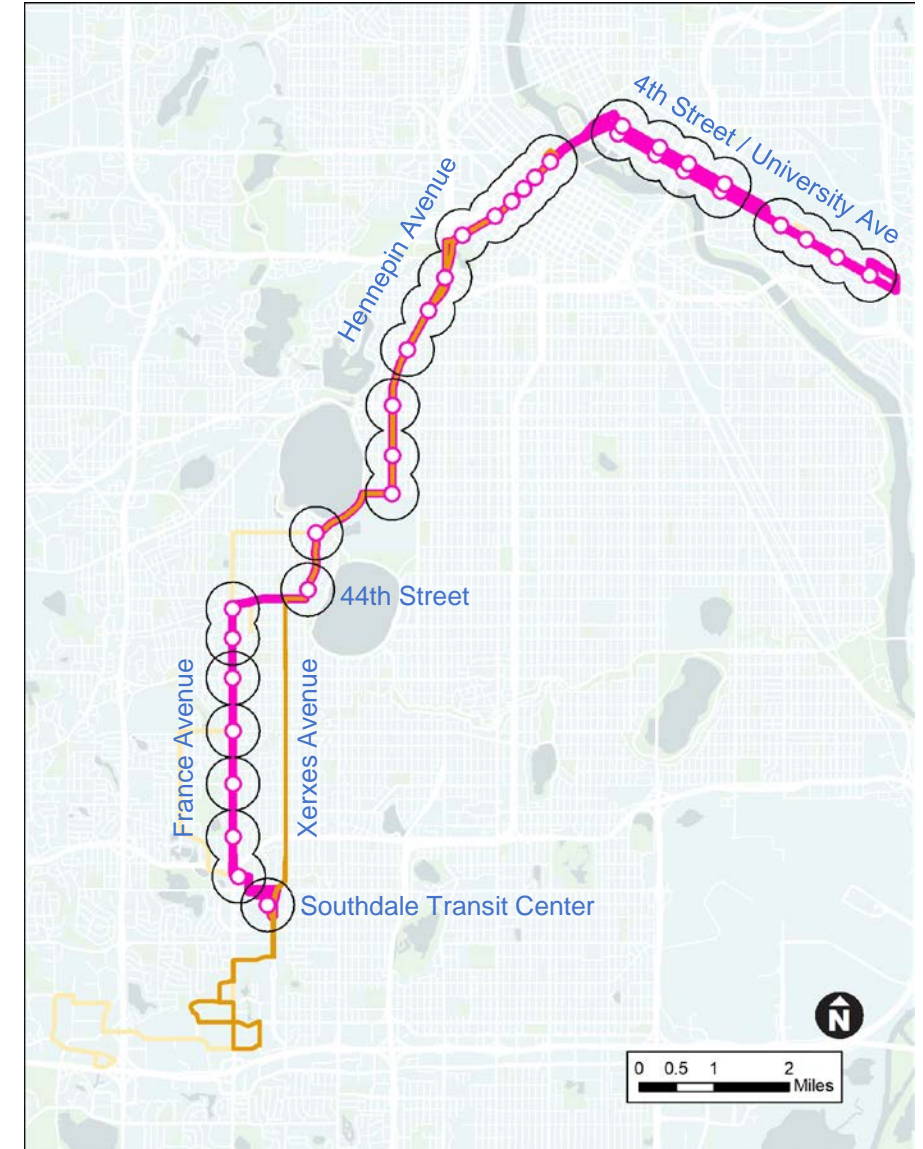 4th Street / University Ave
Hennepin Avenue
44th Street
France Avenue
Xerxes Avenue
Southdale Transit Center
N
0 0.5 1 2
Miles